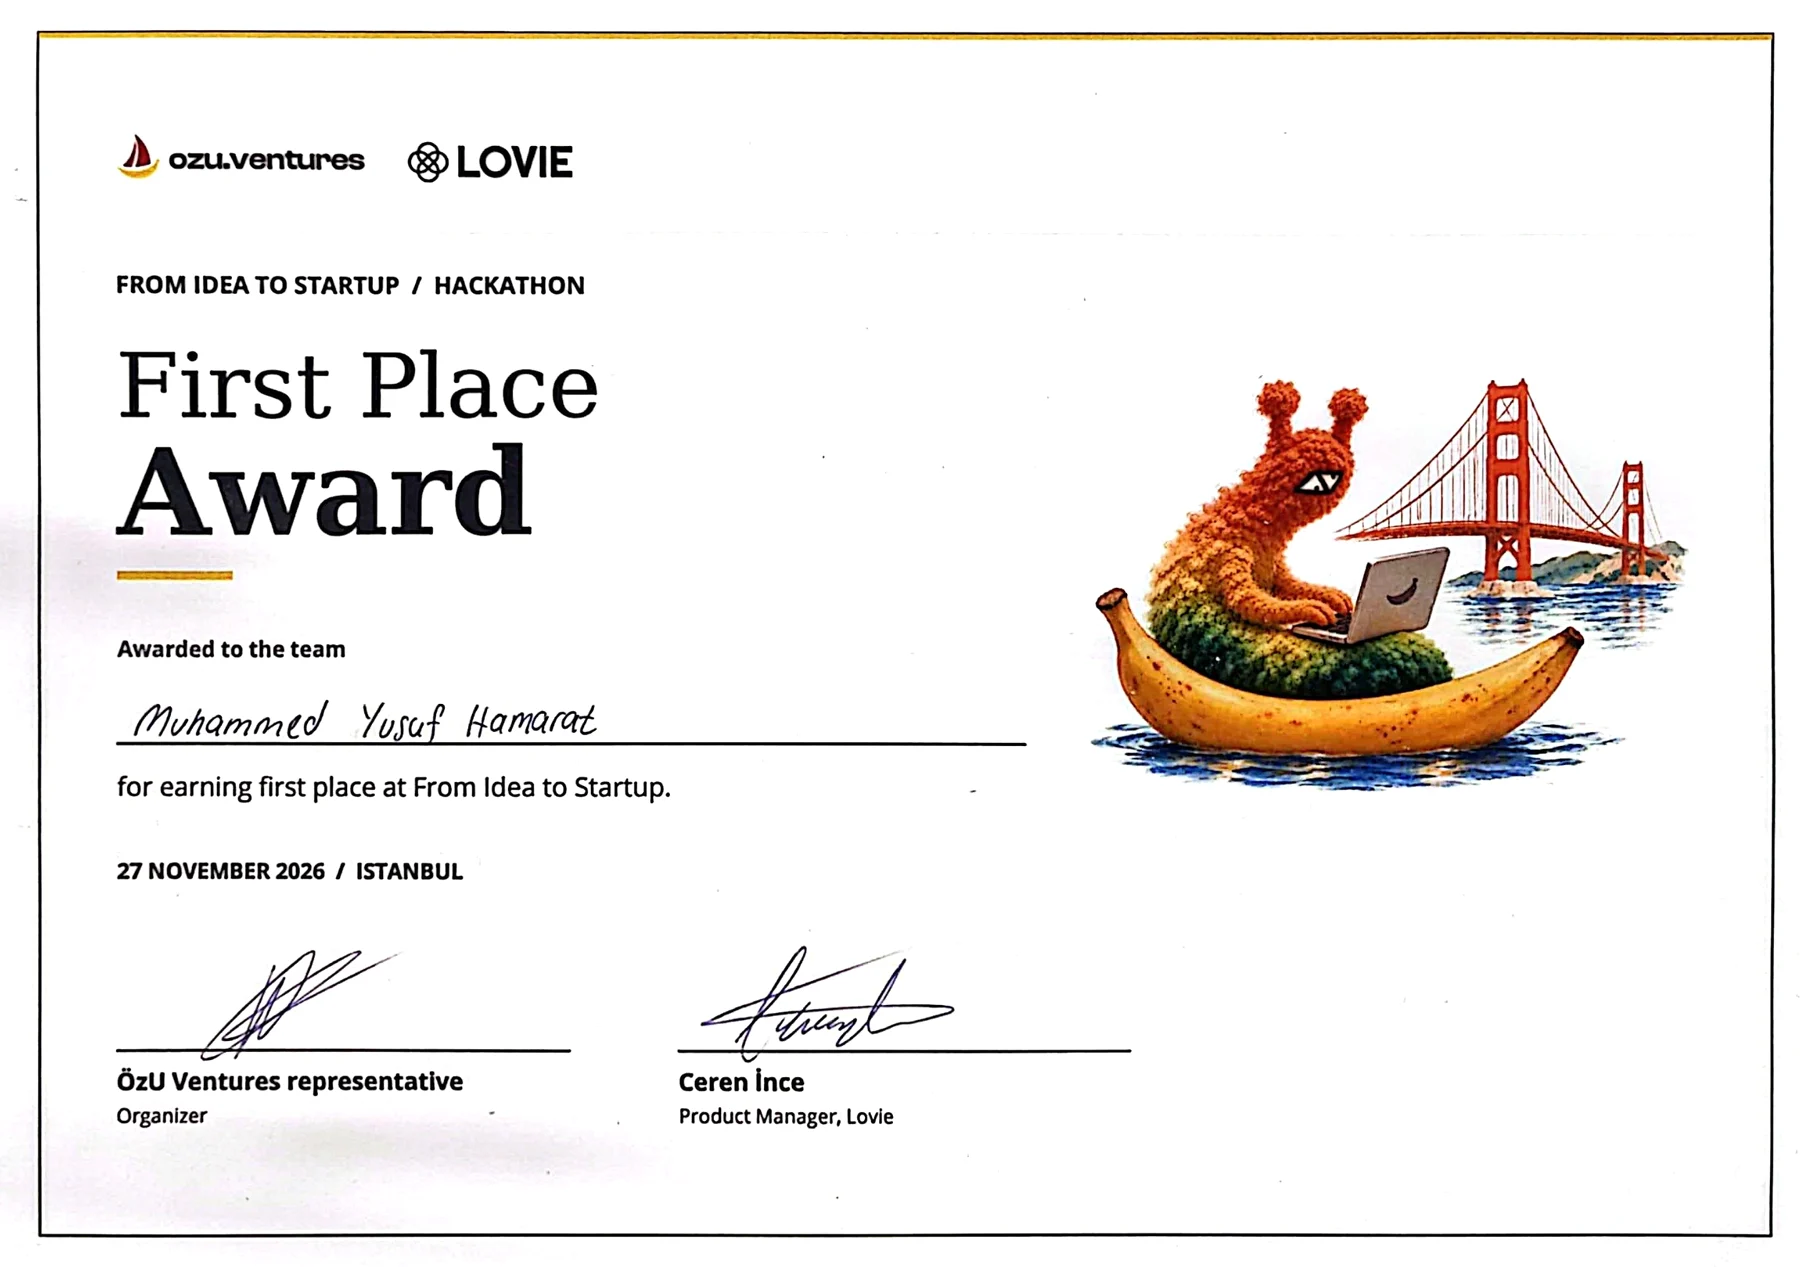 ozu.ventures LOVIE
FROM IDEA TO STARTUP / HACKATHON
First Place
Award
Awarded to the team
Muhammed Yusuf Hamarat
for earning first place at From Idea to Startup.
27 NOVEMBER 2026 / ISTANBUL
ÖzU Ventures representative
Organizer
Ceren İnce
Product Manager, Lovie